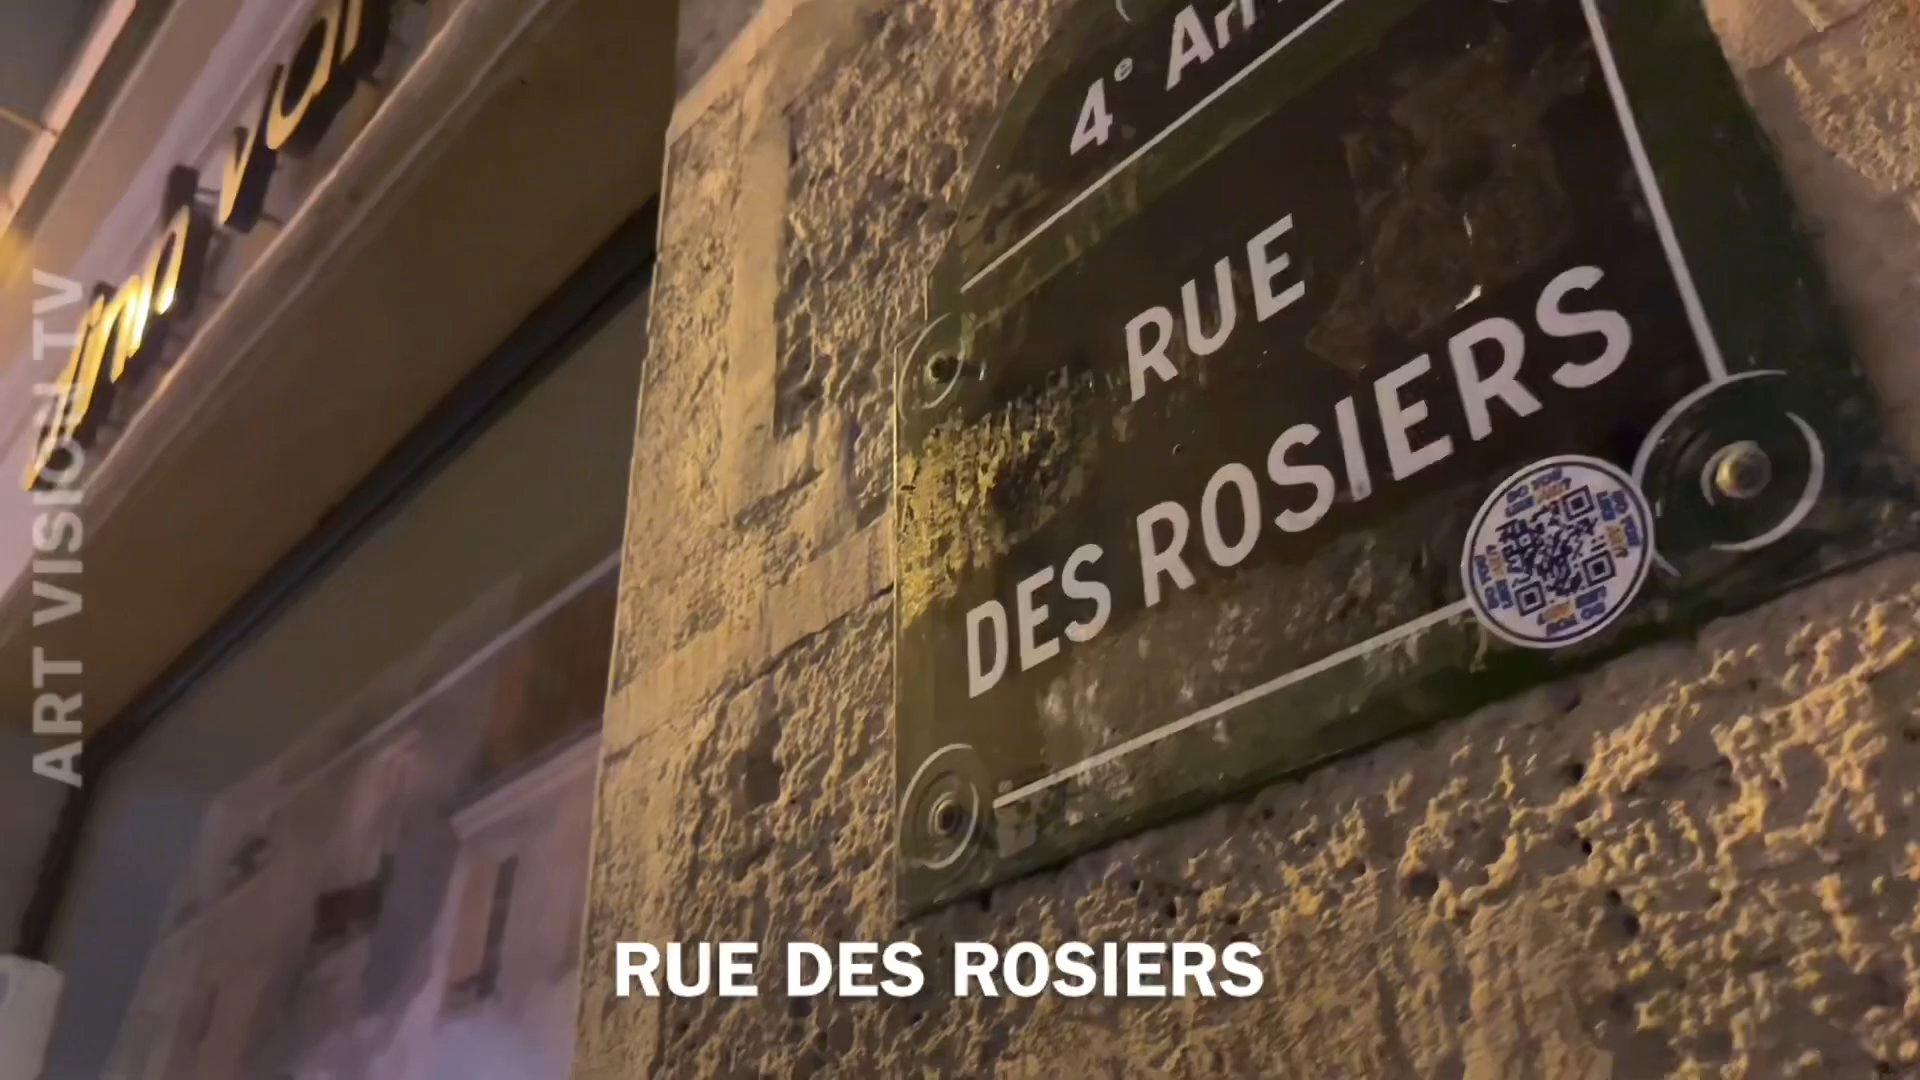 4e Arr
RUE
DES ROSIERS
ART VISION TV
RUE DES ROSIERS